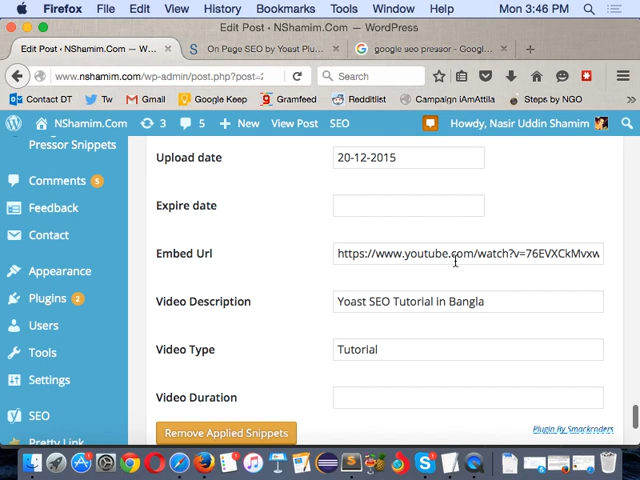 Firefox File Edit View History Bookmarks Tools Window Help Mon 3:46 PM
Edit Post · NShamim.Com — WordPress
Edit Post · NShamim.Com — W...
On Page SEO by Yoast Plu...
google seo pressor - Googl...
www.nshamim.com/wp-admin/post.php?post=
Search
Contact DT Tw Gmail Google Keep Gramfeed Redditlist Campaign iAmAttila Steps by NGO
NShamim.Com 3 5 + New View Post SEO Howdy, Nasir Uddin Shamim
Pressor Snippets
Comments 5
Feedback
Contact
Appearance
Plugins 2
Users
Tools
Settings
SEO
Pretty Link
Upload date 20-12-2015
Expire date
Embed Url https://www.youtube.com/watch?v=76EVXCkMvxw
Video Description Yoast SEO Tutorial in Bangla
Video Type Tutorial
Video Duration
Remove Applied Snippets
Plugin By Smackcoders